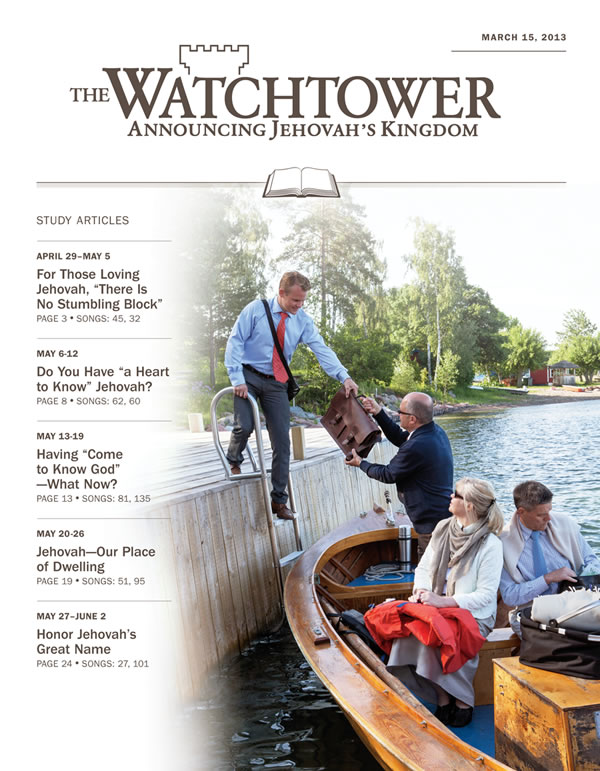 MARCH 15, 2013
THE WATCHTOWER
ANNOUNCING JEHOVAH'S KINGDOM
STUDY ARTICLES
APRIL 29–MAY 5
For Those Loving
Jehovah, “There Is
No Stumbling Block”
PAGE 3 • SONGS: 45, 32
MAY 6-12
Do You Have “a Heart
to Know” Jehovah?
PAGE 8 • SONGS: 62, 60
MAY 13-19
Having “Come
to Know God”
—What Now?
PAGE 13 • SONGS: 81, 135
MAY 20-26
Jehovah—Our Place
of Dwelling
PAGE 19 • SONGS: 51, 95
MAY 27–JUNE 2
Honor Jehovah’s
Great Name
PAGE 24 • SONGS: 27, 101